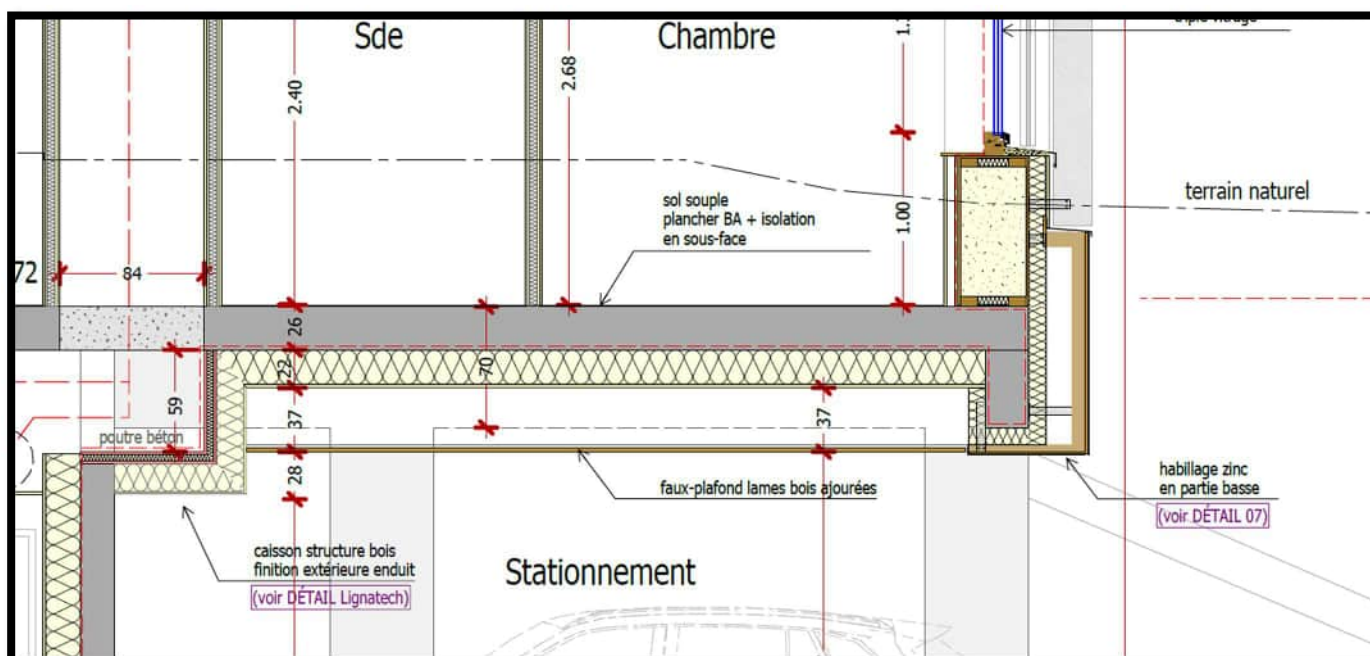 triple vitrage
Sde
Chambre
2.40
2.68
1.00
terrain naturel
sol souple
plancher BA + isolation
en sous-face
72
84
26
22
70
59
37
37
poutre béton
28
faux-plafond lames bois ajourées
habillage zinc
en partie basse
(voir DÉTAIL 07)
caisson structure bois
finition extérieure enduit
(voir DÉTAIL Lignatech)
Stationnement